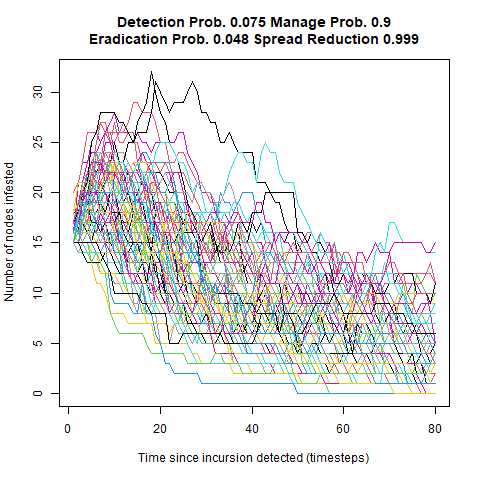 Detection Prob. 0.075 Manage Prob. 0.9
Eradication Prob. 0.048 Spread Reduction 0.999
Number of nodes infested
30
25
20
15
10
5
0
0 20 40 60 80
Time since incursion detected (timesteps)